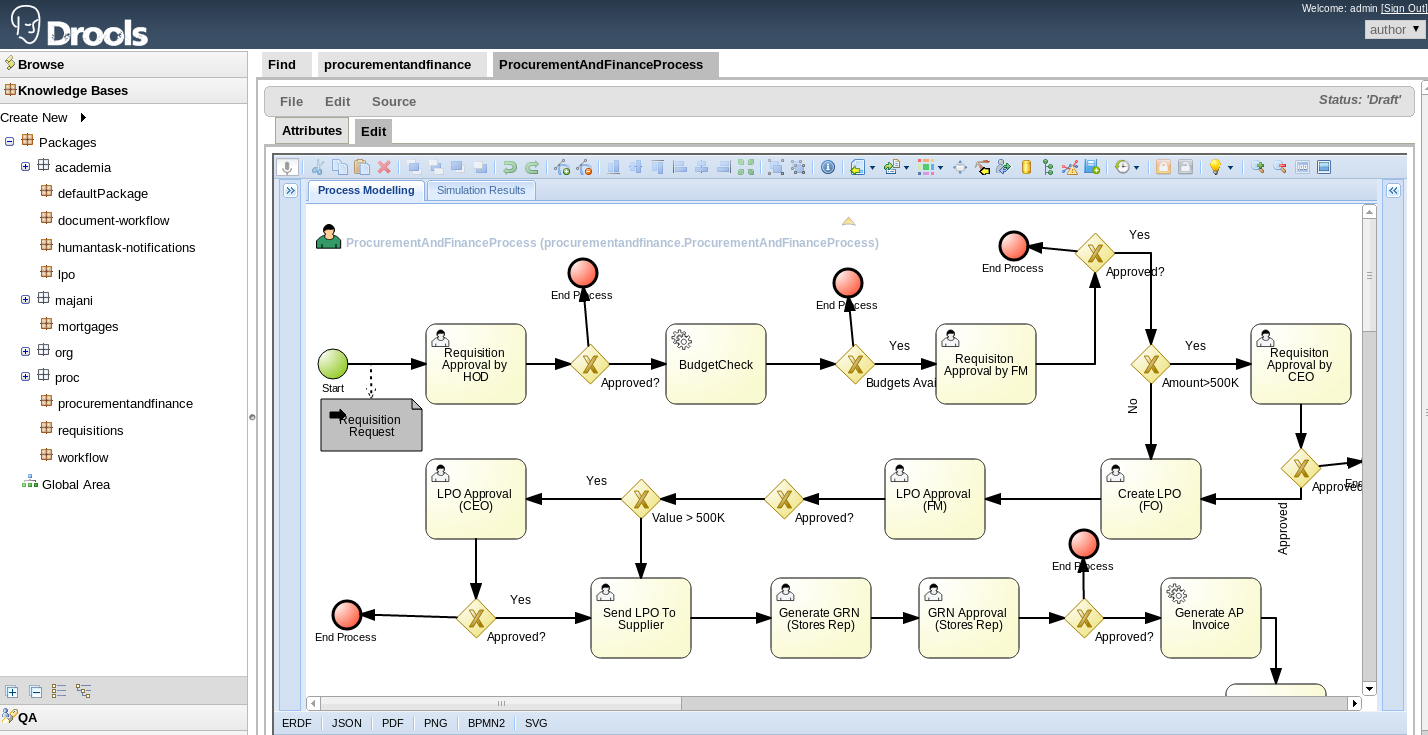 Welcome: admin [Sign Out]
Drools
author
Browse
Knowledge Bases
Create New
Packages
academia
defaultPackage
document-workflow
humantask-notifications
lpo
majani
mortgages
org
proc
procurementandfinance
requisitions
workflow
Global Area
QA
Find
procurementandfinance
ProcurementAndFinanceProcess
File
Edit
Source
Status: 'Draft'
Attributes
Edit
Process Modelling
Simulation Results
ProcurementAndFinanceProcess (procurementandfinance.ProcurementAndFinanceProcess)
Yes
End Process
Approved?
End Process
End Process
Start
Requisition
Approval by
HOD
Approved?
BudgetCheck
Yes
Budgets Avai
Requisiton
Approval by FM
Yes
Amount>500K
No
Requisiton
Approval by
CEO
Requisition
Request
LPO Approval
(CEO)
Yes
Value > 500K
Approved?
LPO Approval
(FM)
Create LPO
(FO)
Approved
Approved
End Process
End Process
Yes
Approved?
Send LPO To
Supplier
Generate GRN
(Stores Rep)
GRN Approval
(Stores Rep)
Approved?
Generate AP
Invoice
ERDF
JSON
PDF
PNG
BPMN2
SVG